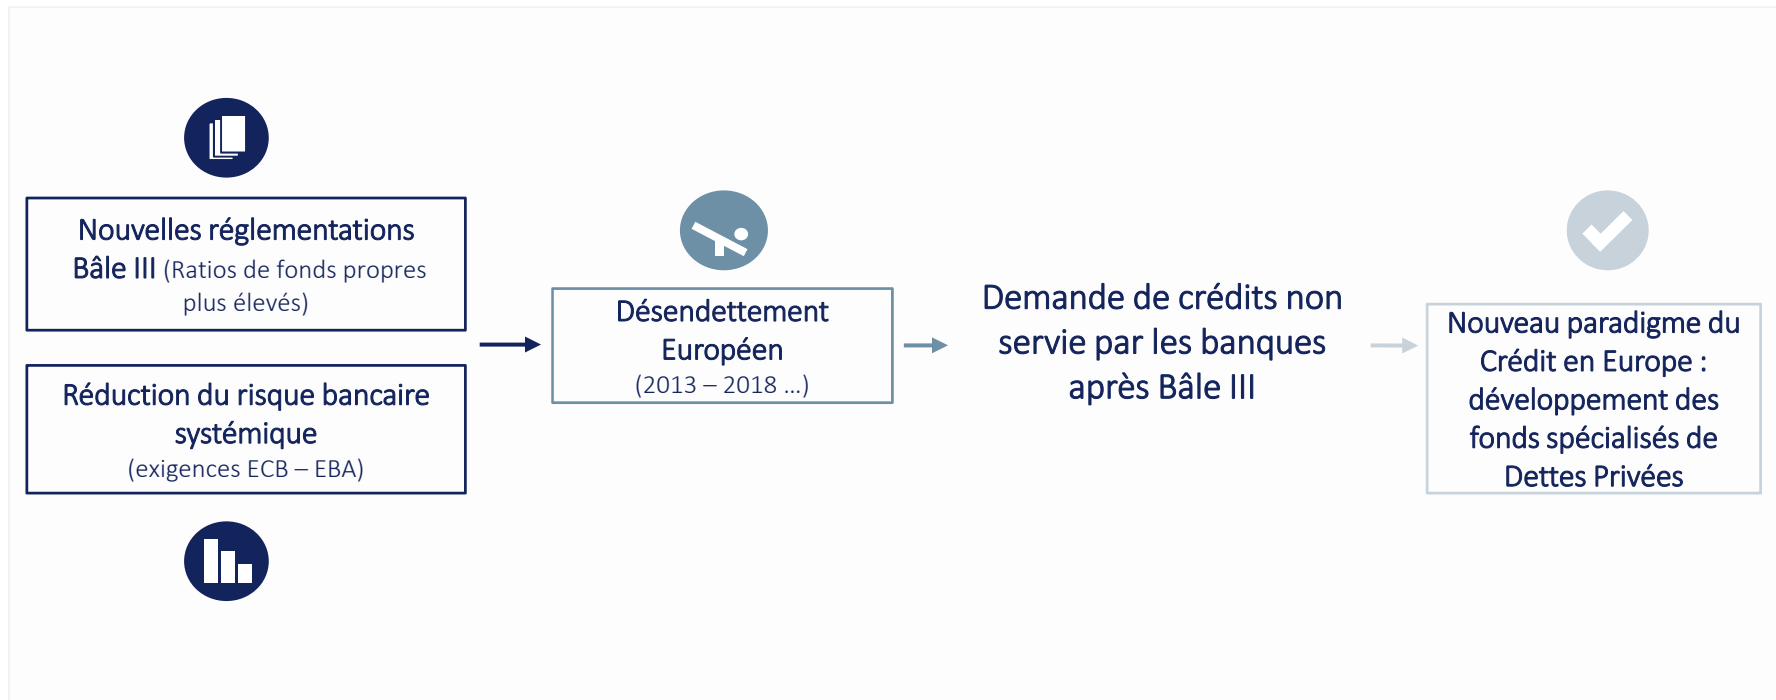 Nouvelles réglementations
Bâle III (Ratios de fonds propres
plus élevés)
Réduction du risque bancaire
systémique
(exigences ECB – EBA)
Désendettement
Européen
(2013 – 2018 ...)
Demande de crédits non
servie par les banques
après Bâle III
Nouveau paradigme du
Crédit en Europe :
développement des
fonds spécialisés de
Dettes Privées